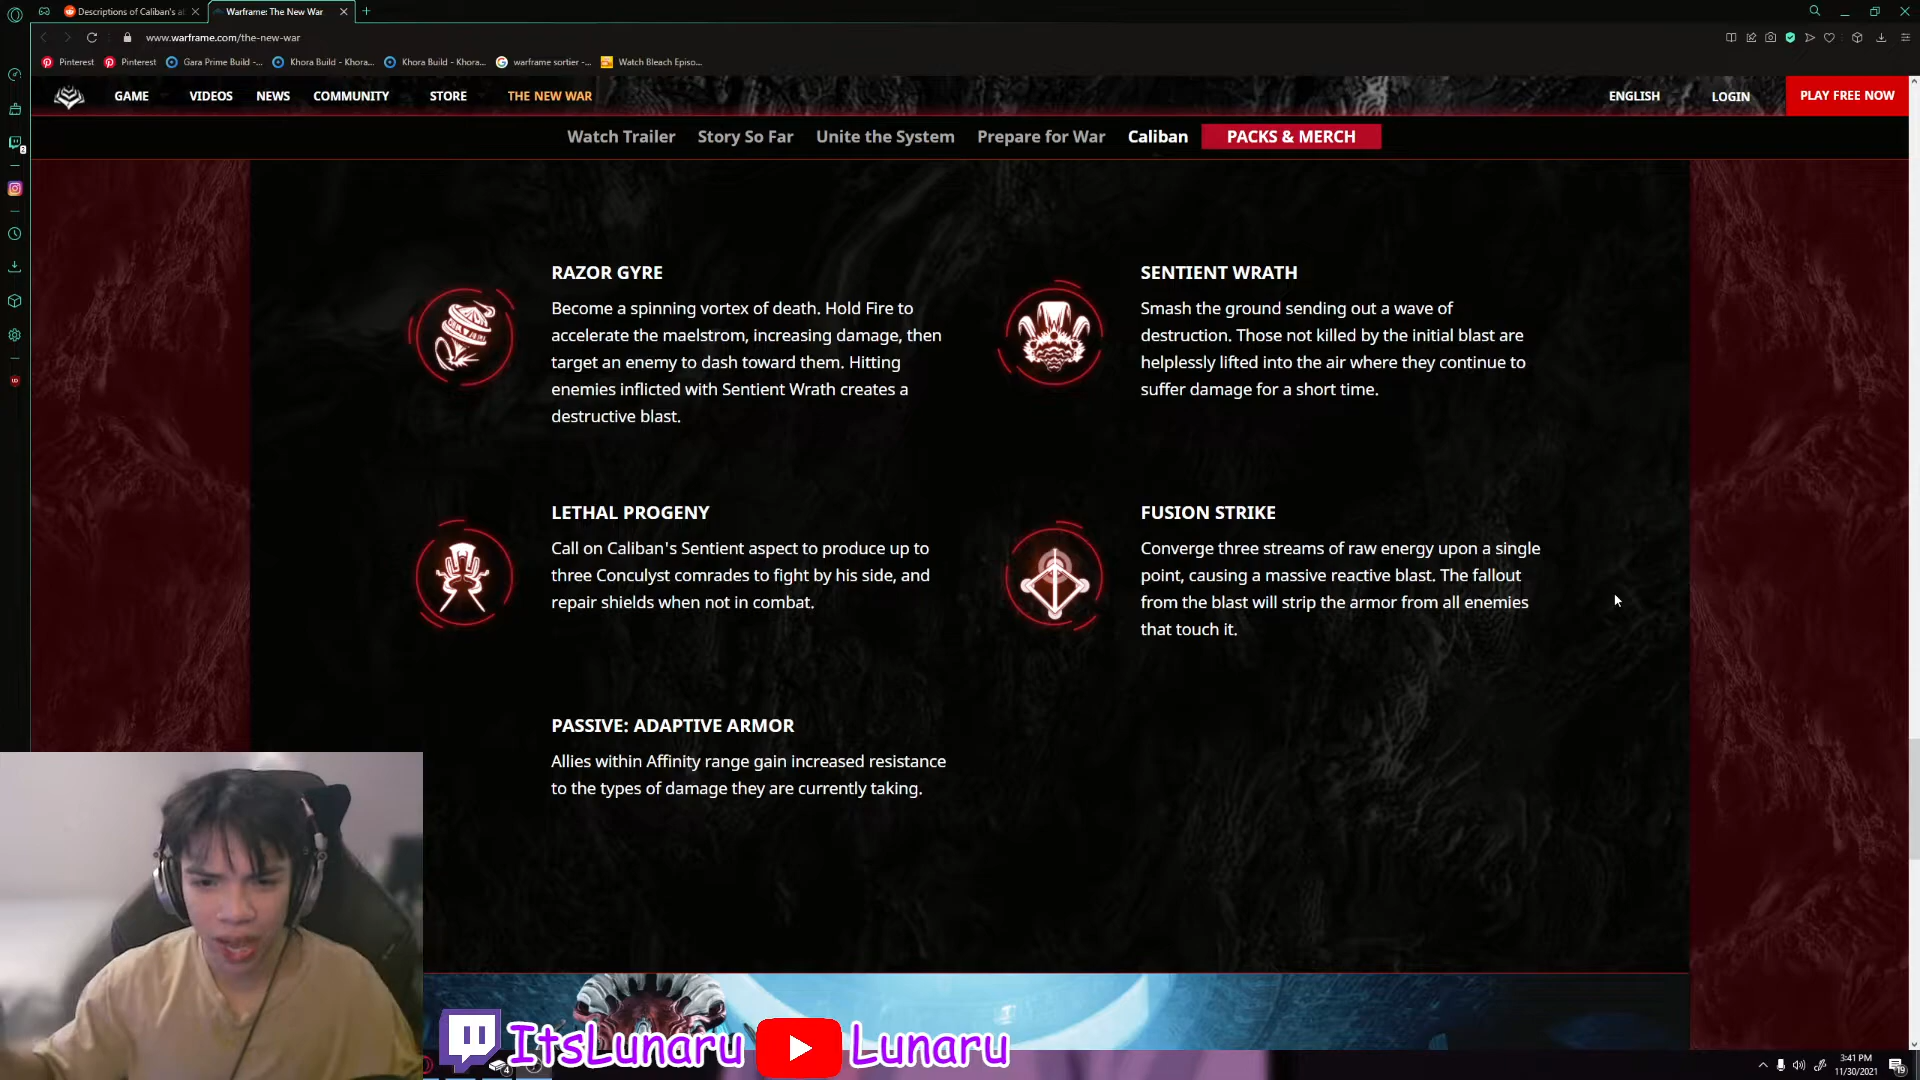 Descriptions of Caliban's a
Warframe: The New War
www.warframe.com/the-new-war
Pinterest
Pinterest
Gara Prime Build -...
Khora Build - Khora...
Khora Build - Khora...
warframe sortier -...
Watch Bleach Episo...
GAME
VIDEOS
NEWS
COMMUNITY
STORE
THE NEW WAR
ENGLISH
LOGIN
PLAY FREE NOW
Watch Trailer
Story So Far
Unite the System
Prepare for War
Caliban
PACKS & MERCH
RAZOR GYRE
Become a spinning vortex of death. Hold Fire to
accelerate the maelstrom, increasing damage, then
target an enemy to dash toward them. Hitting
enemies inflicted with Sentient Wrath creates a
destructive blast.
SENTIENT WRATH
Smash the ground sending out a wave of
destruction. Those not killed by the initial blast are
helplessly lifted into the air where they continue to
suffer damage for a short time.
LETHAL PROGENY
Call on Caliban's Sentient aspect to produce up to
three Conculyst comrades to fight by his side, and
repair shields when not in combat.
FUSION STRIKE
Converge three streams of raw energy upon a single
point, causing a massive reactive blast. The fallout
from the blast will strip the armor from all enemies
that touch it.
PASSIVE: ADAPTIVE ARMOR
Allies within Affinity range gain increased resistance
to the types of damage they are currently taking.
ItsLunaru
Lunaru
3:41 PM
11/30/2021